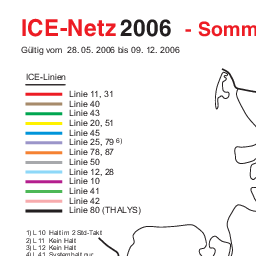 ICE-Netz 2006 - Somm
Gültig vom 28. 05. 2006 bis 09. 12. 2006
ICE-Linien
Linie 11, 31
Linie 40
Linie 43
Linie 20, 51
Linie 45
Linie 25, 79 6)
Linie 78, 87
Linie 50
Linie 12, 28
Linie 10
Linie 41
Linie 42
Linie 80 (THALYS)
1) L 10 Halt im 2 Std-Takt
2) L 11 Kein Halt
3) L 12 Kein Halt
4) L 41 Systemhalt nur